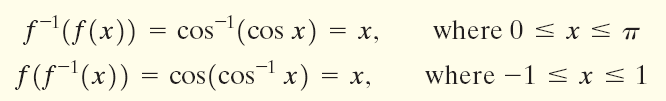 f⁻¹(f(x)) = cos⁻¹(cos x) = x, where 0 ≤ x ≤ π
f(f⁻¹(x)) = cos(cos⁻¹ x) = x, where −1 ≤ x ≤ 1